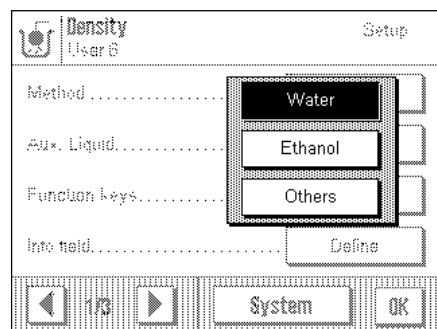 Density
Setup
User 6
Method ................
Water
Aux. Liquid................
Ethanol
Function keys..............
Others
Info field............................ Define
1/3
System
OK